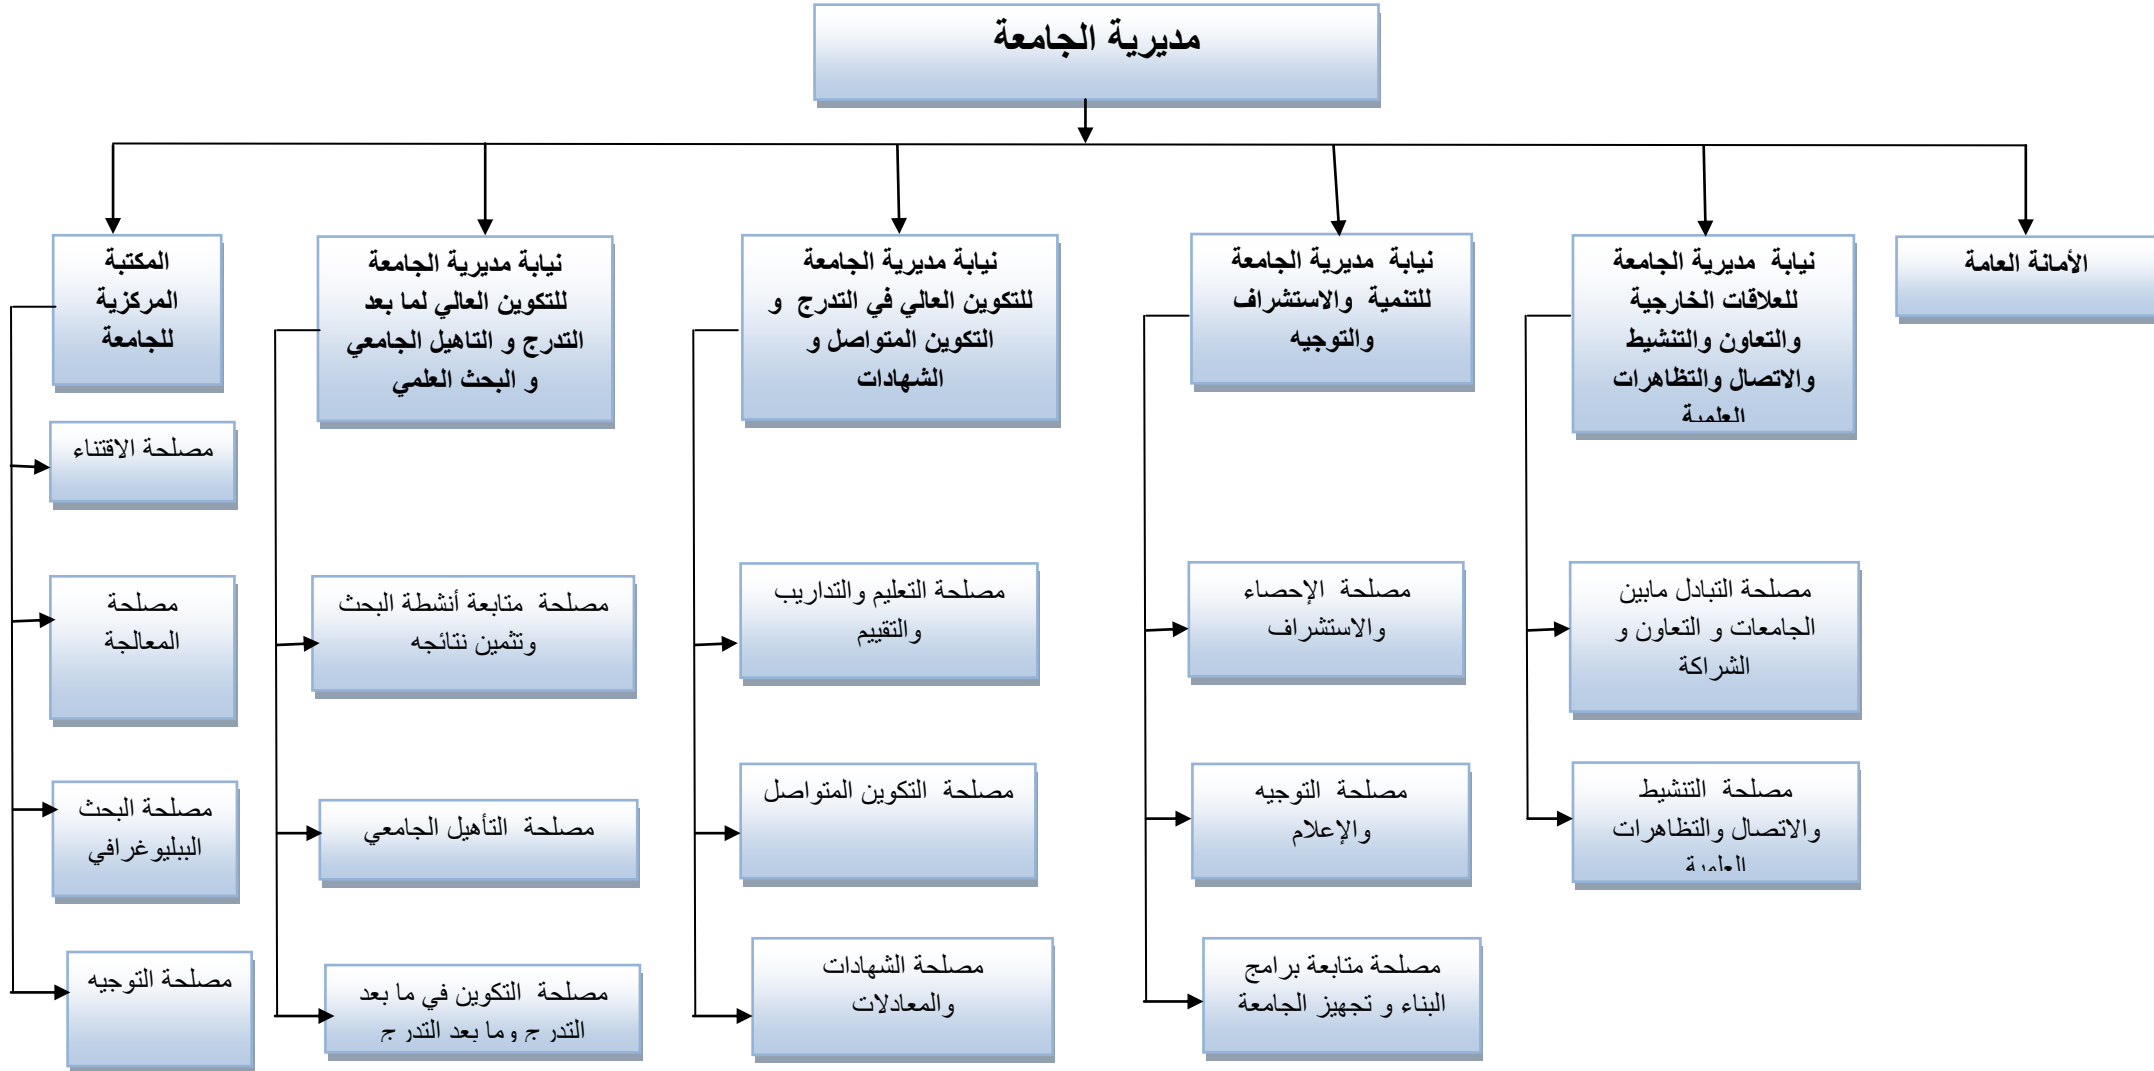 مديرية الجامعة
الأمانة العامة
نيابة مديرية الجامعة
للعلاقات الخارجية
والتعاون والتنشيط
والاتصال والتظاهرات
العلمية
نيابة مديرية الجامعة
للتنمية والاستشراف
والتوجيه
نيابة مديرية الجامعة
للتكوين العالي في التدرج و
التكوين المتواصل و
الشهادات
نيابة مديرية الجامعة
للتكوين العالي لما بعد
التدرج و التاهيل الجامعي
و البحث العلمي
المكتبة
المركزية
للجامعة
مصلحة التبادل مابين
الجامعات و التعاون و
الشراكة
مصلحة التنشيط
والاتصال والتظاهرات
العلمية
مصلحة الإحصاء
والاستشراف
مصلحة التوجيه
والإعلام
مصلحة متابعة برامج
البناء و تجهيز الجامعة
مصلحة التعليم والتداريب
والتقييم
مصلحة التكوين المتواصل
مصلحة الشهادات
والمعادلات
مصلحة متابعة أنشطة البحث
وتثمين نتائجه
مصلحة التأهيل الجامعي
مصلحة التكوين في ما بعد
التدرج وما بعد التدرج
مصلحة الاقتناء
مصلحة
المعالجة
مصلحة البحث
الببليوغرافي
مصلحة التوجيه